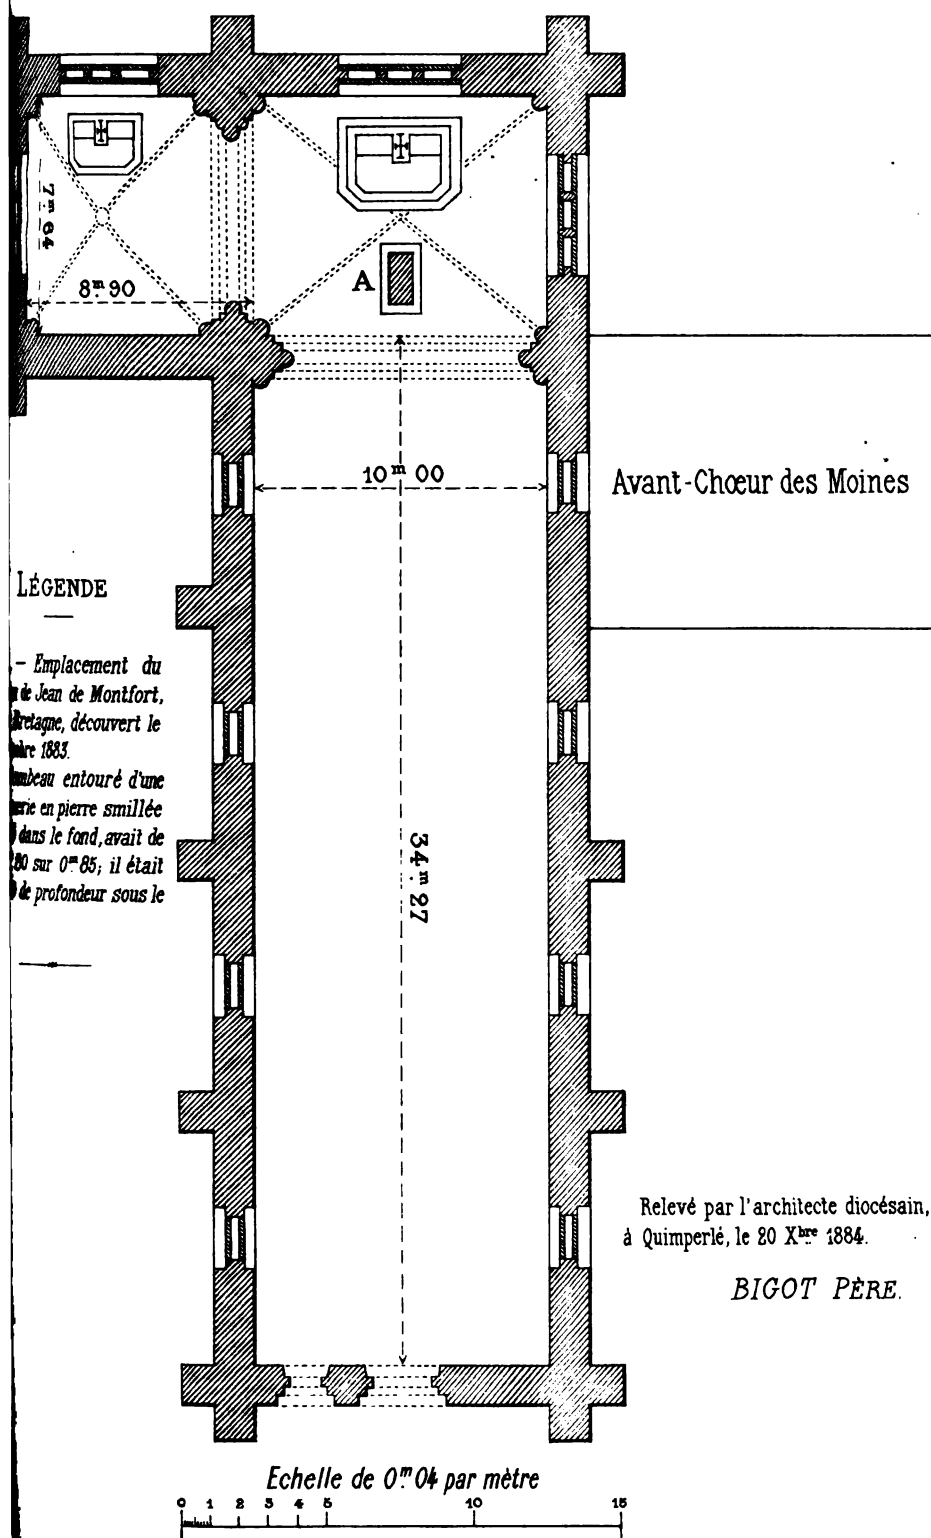 7ᵐ 64
8ᵐ 90
A
10ᵐ 00
Avant-Chœur des Moines
LÉGENDE
— Emplacement du
de Jean de Montfort,
Bretagne, découvert le
1883.
entouré d'une
en pierre smillée
dans le fond, avait de
80 sur 0ᵐ 85; il était
de profondeur sous le
34ᵐ 27
Relevé par l'architecte diocésain,
à Quimperlé, le 20 Xᵇʳᵉ 1884.
BIGOT PÈRE.
Echelle de 0ᵐ 04 par mètre
0 1 2 3 4 5 10 15